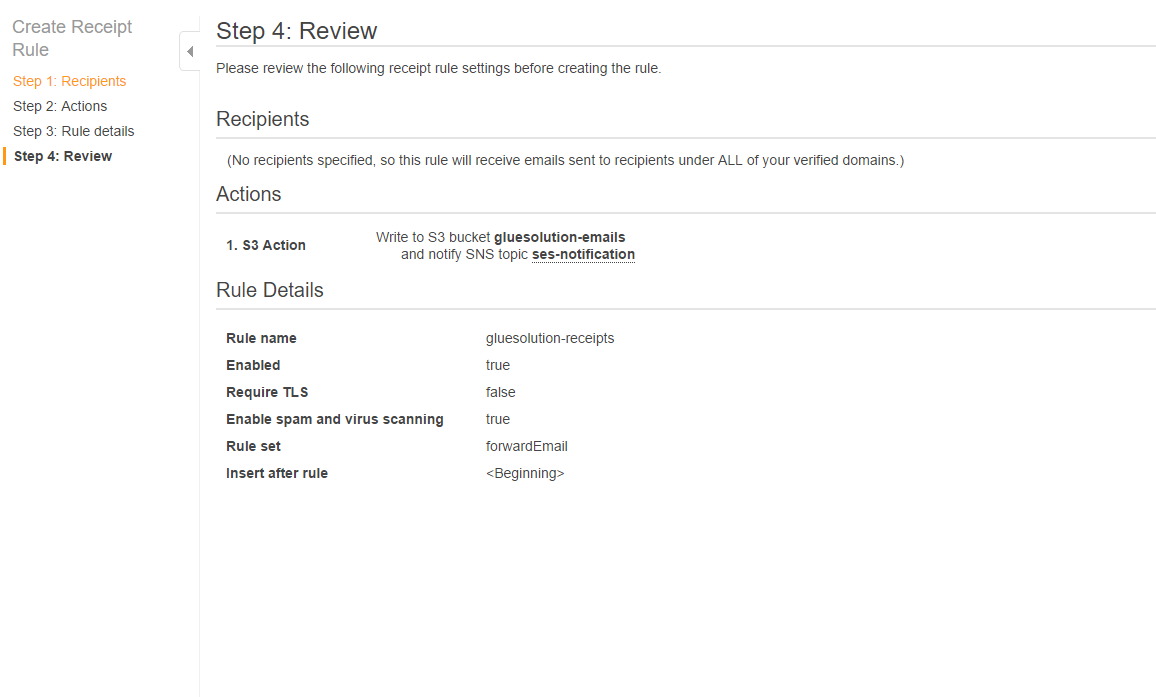 Create Receipt
Rule
Step 1: Recipients
Step 2: Actions
Step 3: Rule details
Step 4: Review
Step 4: Review
Please review the following receipt rule settings before creating the rule.
Recipients
(No recipients specified, so this rule will receive emails sent to recipients under ALL of your verified domains.)
Actions
1. S3 Action
Write to S3 bucket gluesolution-emails
and notify SNS topic ses-notification
Rule Details
Rule name gluesolution-receipts
Enabled true
Require TLS false
Enable spam and virus scanning true
Rule set forwardEmail
Insert after rule <Beginning>